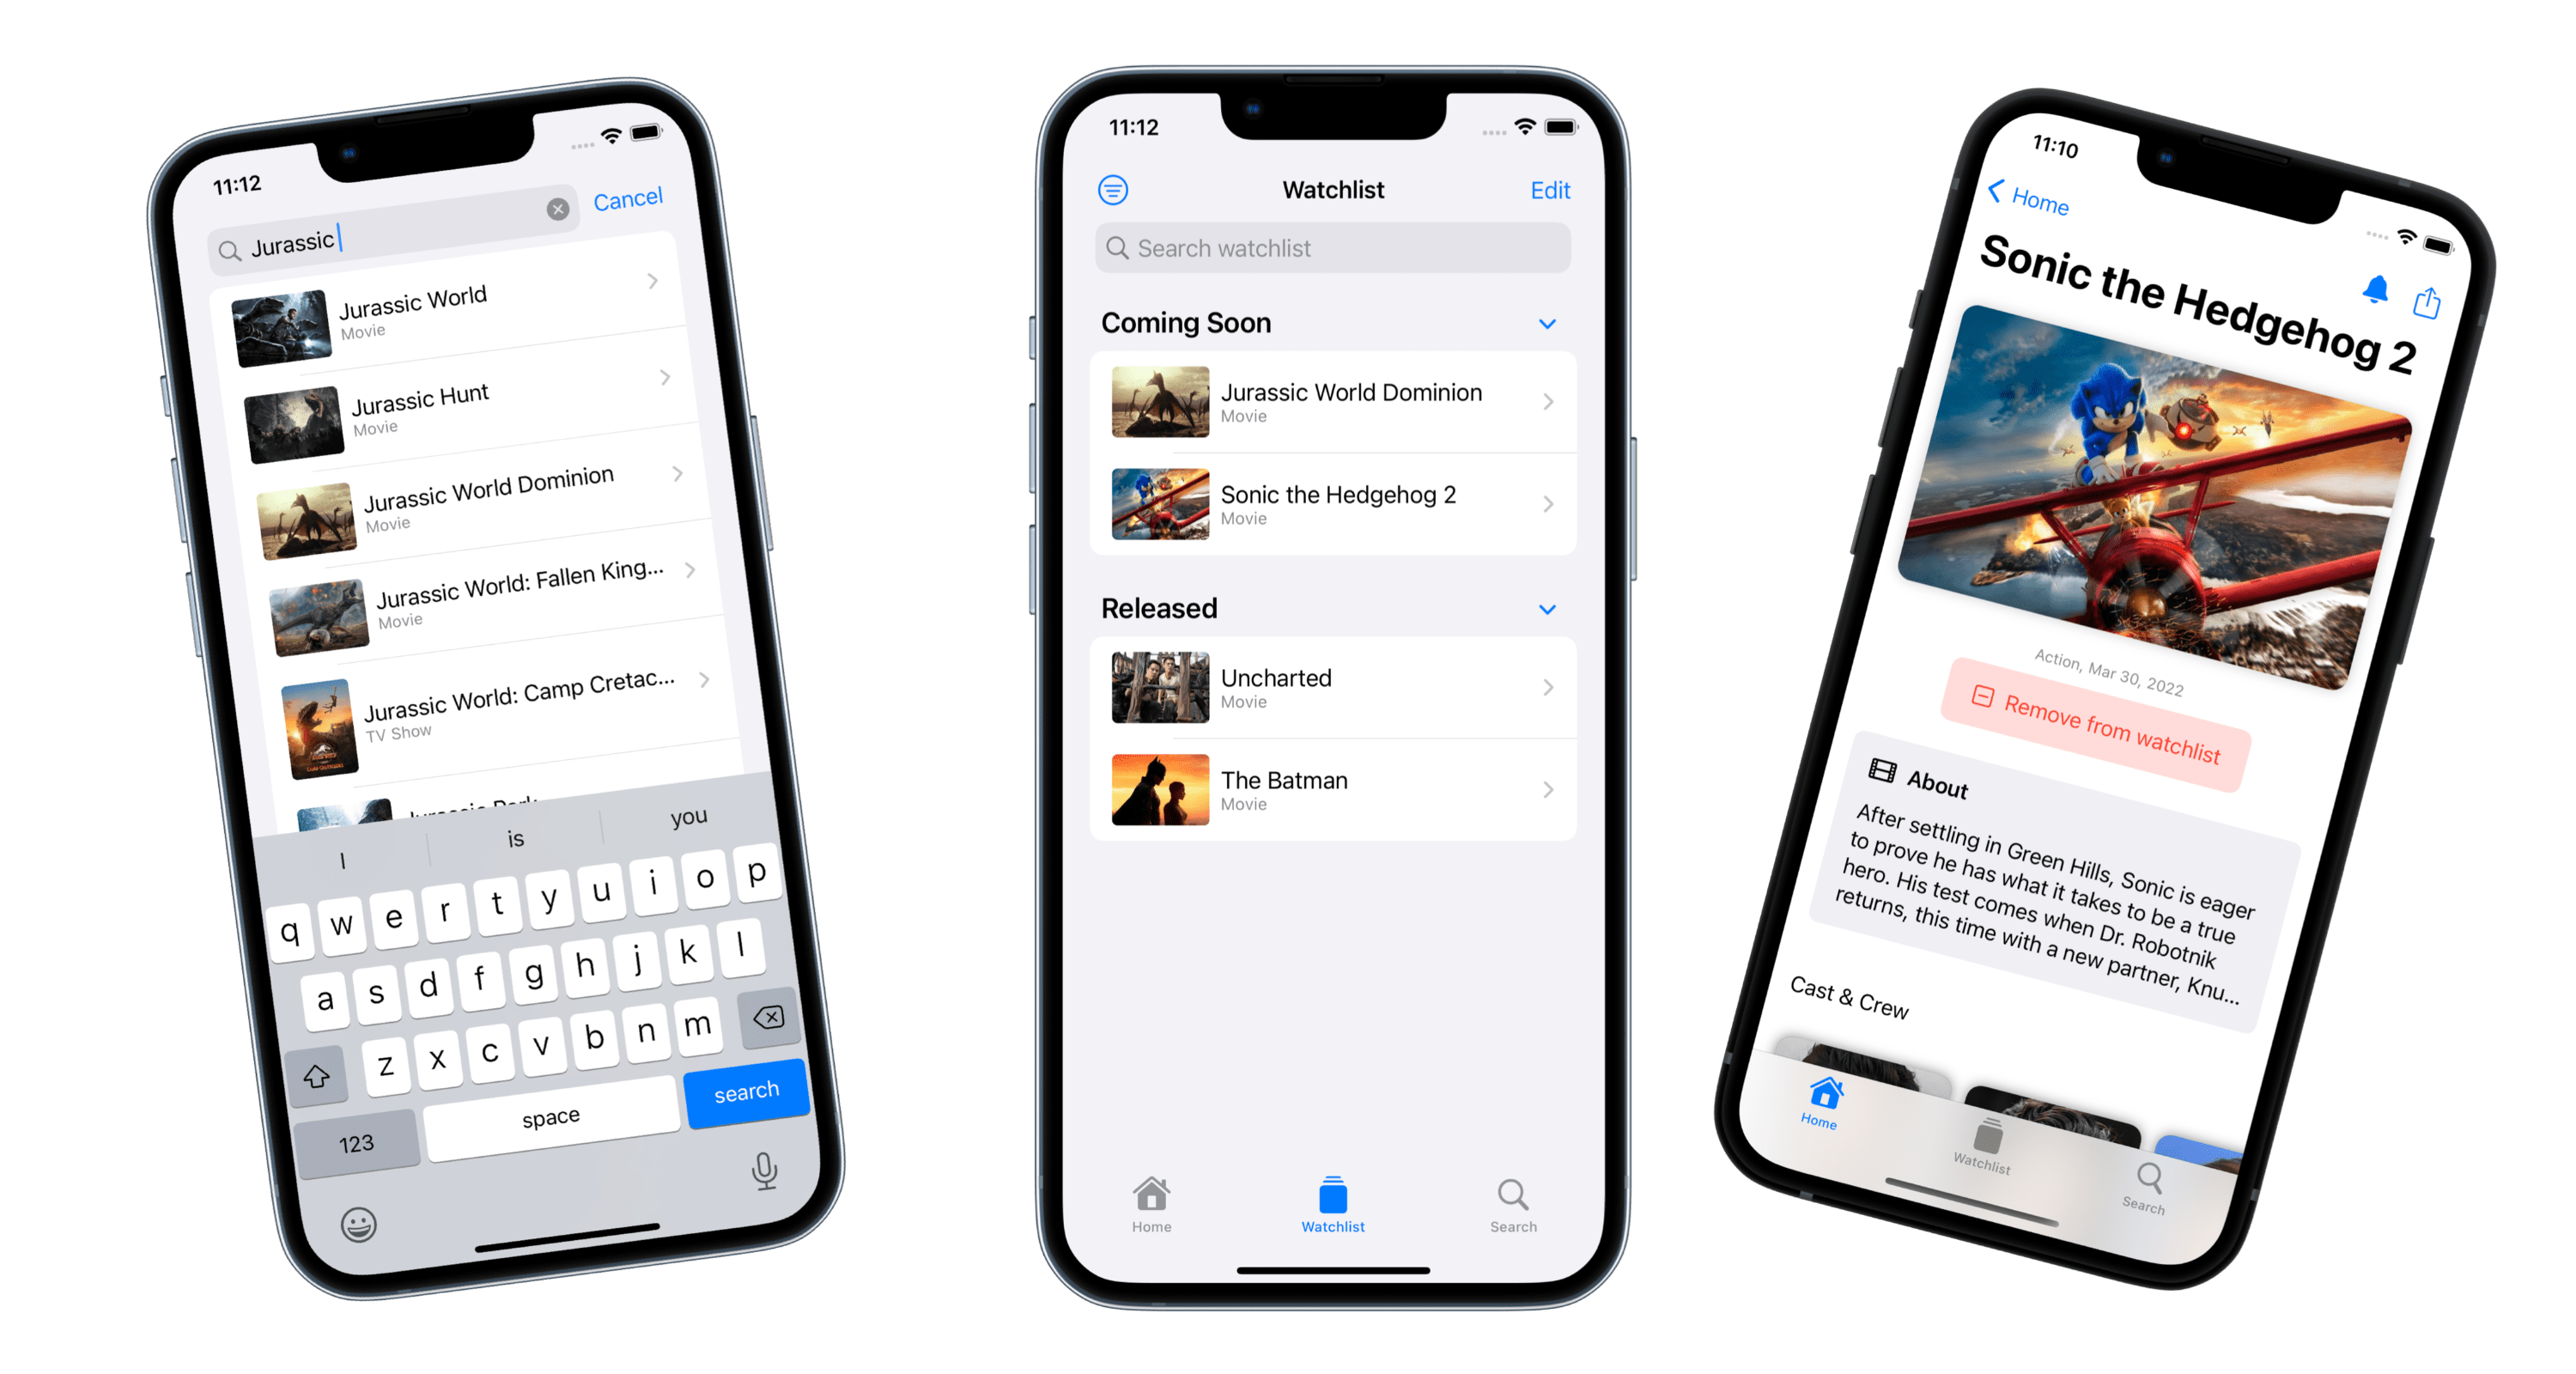 11:12
Jurassic
Cancel
Jurassic World
Movie
Jurassic Hunt
Movie
Jurassic World Dominion
Movie
Jurassic World: Fallen King...
Movie
Jurassic World: Camp Cretac...
TV Show
Jurassic Park
I is you
q w e r t y u i o p
a s d f g h j k l
z x c v b n m
123 space search
11:12
Watchlist
Edit
Search watchlist
Coming Soon
Jurassic World Dominion
Movie
Sonic the Hedgehog 2
Movie
Released
Uncharted
Movie
The Batman
Movie
Home Watchlist Search
11:10
Home
Sonic the Hedgehog 2
Action, Mar 30, 2022
Remove from watchlist
About
After settling in Green Hills, Sonic is eager
to prove he has what it takes to be a true
hero. His test comes when Dr. Robotnik
returns, this time with a new partner, Knu...
Cast & Crew
Home Watchlist Search